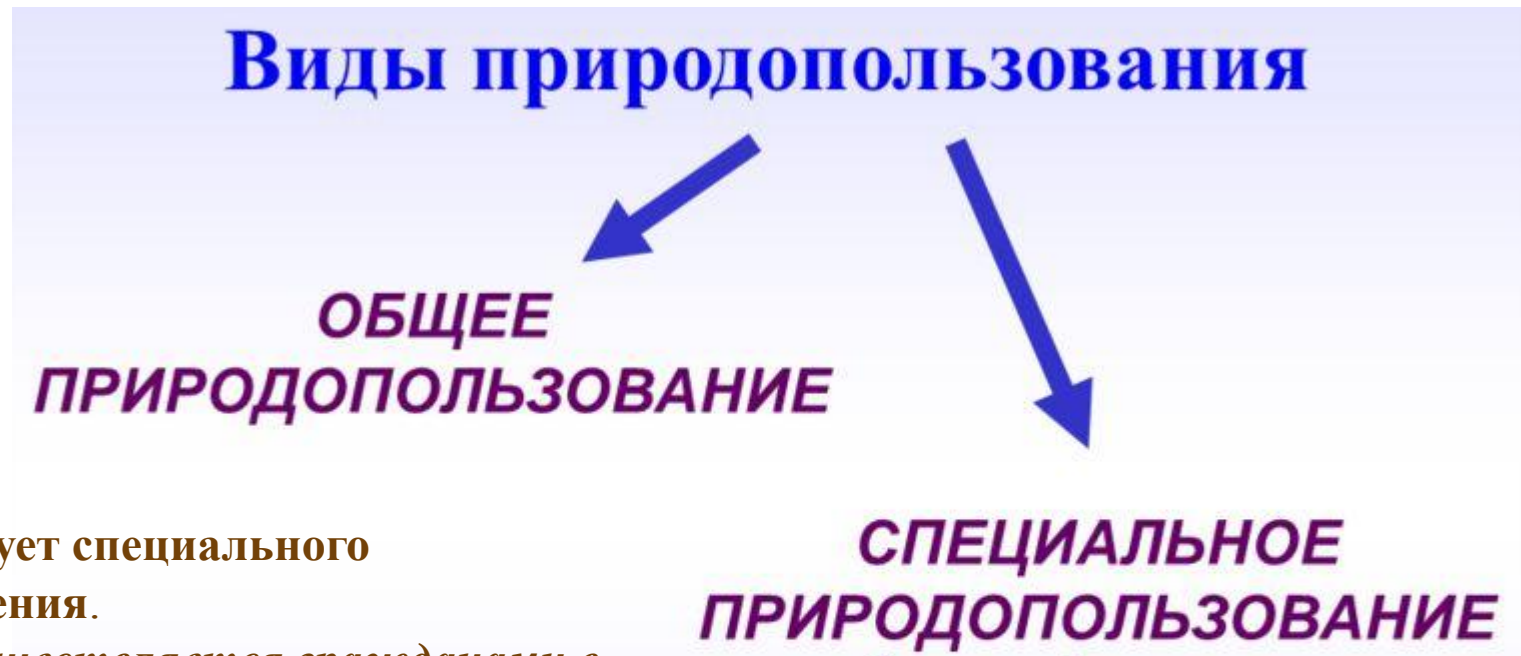 Виды природопользования
ОБЩЕЕ
ПРИРОДОПОЛЬЗОВАНИЕ
специального
СПЕЦИАЛЬНОЕ
ПРИРОДОПОЛЬЗОВАНИЕ